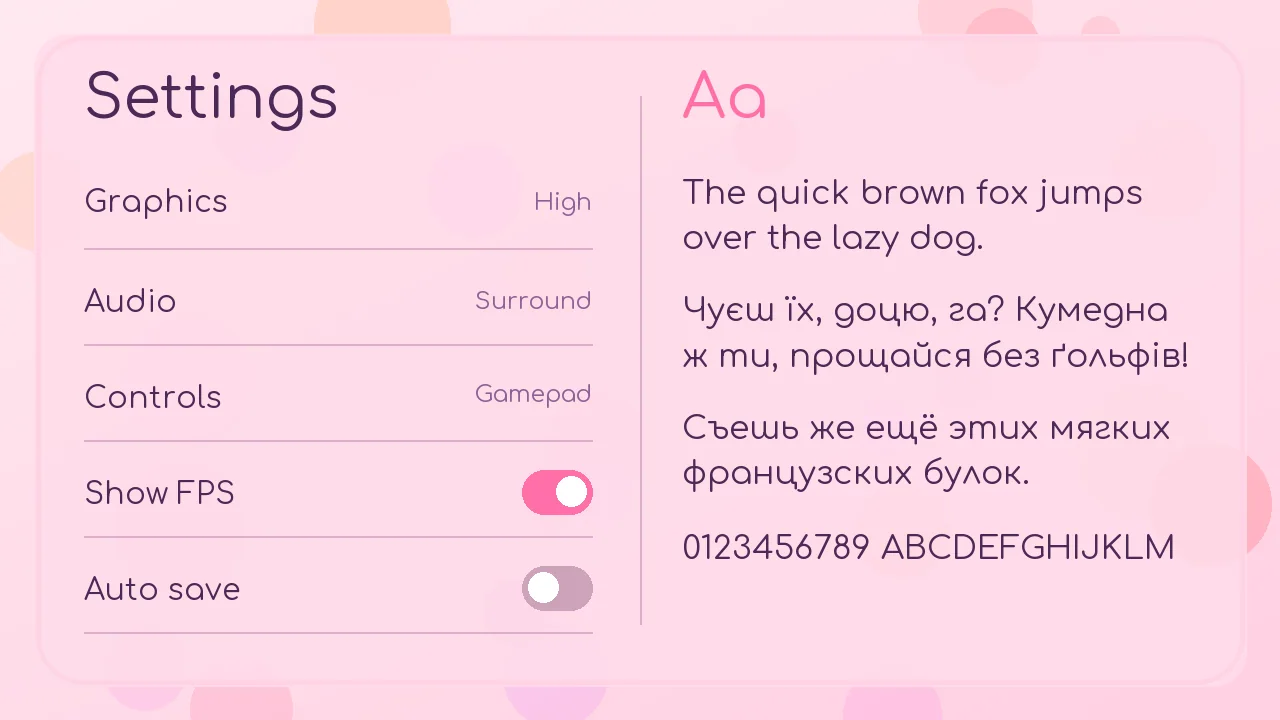 Settings
Graphics High
Audio Surround
Controls Gamepad
Show FPS
Auto save
Aa
The quick brown fox jumps
over the lazy dog.
Чуєш їх, доцю, га? Кумедна
ж ти, прощайся без ґольфів!
Съешь же ещё этих мягких
французских булок.
0123456789 ABCDEFGHIJKLM